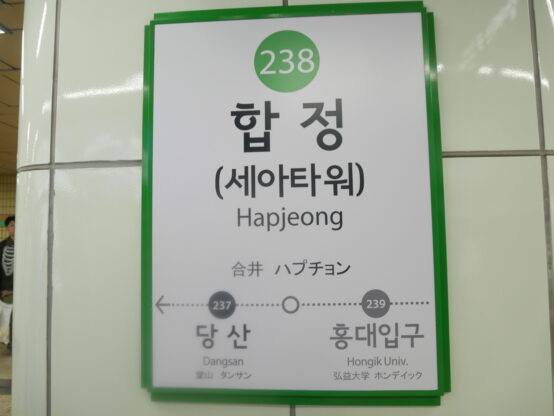 238
합 정
(세아타워)
Hapjeong
合井 ハプチョン
237
239
당 산
홍대입구
Dangsan
Hongik Univ.
堂山 タンサン
弘益大学 ホンデイック